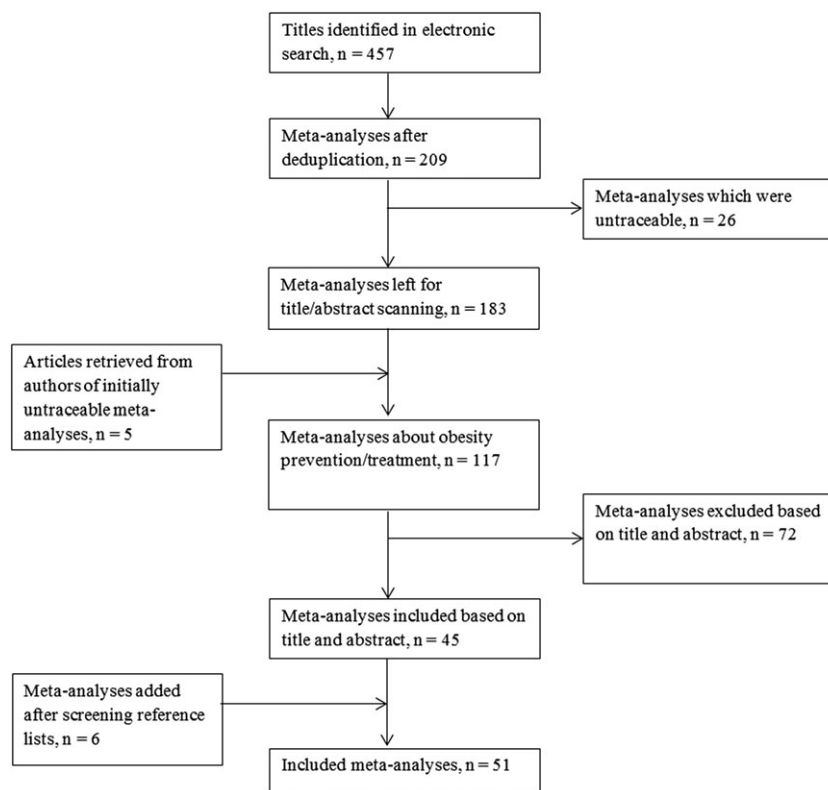 Titles identified in electronic
search, n = 457
Meta-analyses after
deduplication, n = 209
Meta-analyses which were
untraceable, n = 26
Meta-analyses left for
title/abstract scanning, n = 183
Articles retrieved from
authors of initially
untraceable meta-
analyses, n = 5
Meta-analyses about obesity
prevention/treatment, n = 117
Meta-analyses excluded based
on title and abstract, n = 72
Meta-analyses included based on
title and abstract, n = 45
Meta-analyses added
after screening reference
lists, n = 6
Included meta-analyses, n = 51